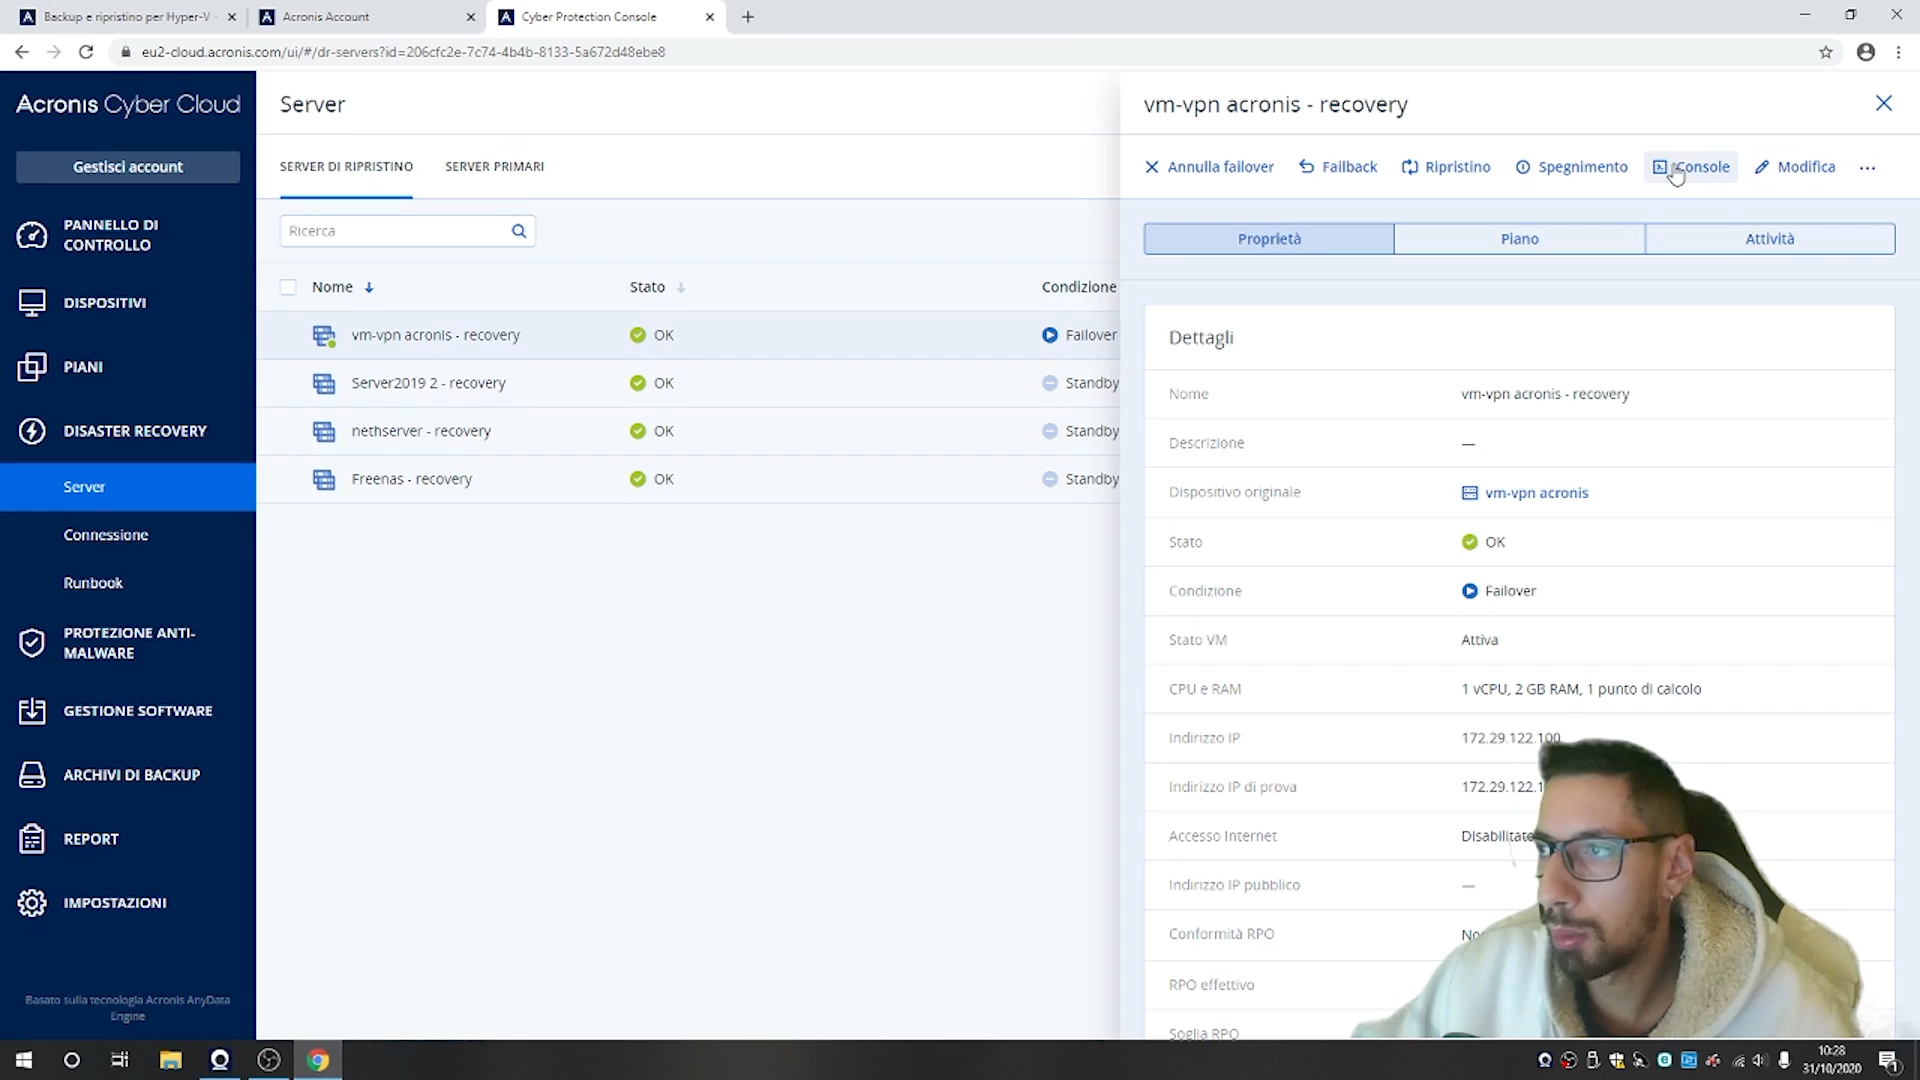 Backup e ripristino per Hyper-V
Acronis Account
Cyber Protection Console
eu2-cloud.acronis.com/ui/#/dr-servers?id=206cfc2e-7c74-4b4b-8133-5a672d48ebe8
Acronis Cyber Cloud
Gestisci account
PANNELLO DI
CONTROLLO
DISPOSITIVI
PIANI
DISASTER RECOVERY
Server
Connessione
Runbook
PROTEZIONE ANTI-
MALWARE
GESTIONE SOFTWARE
ARCHIVI DI BACKUP
REPORT
IMPOSTAZIONI
Basato sulla tecnologia Acronis AnyData
Engine
Server
SERVER DI RIPRISTINO SERVER PRIMARI
Ricerca
Nome Stato Condizione
vm-vpn acronis - recovery OK Failover
Server2019 2 - recovery OK Standby
nethserver - recovery OK Standby
Freenas - recovery OK Standby
vm-vpn acronis - recovery
Annulla failover Failback Ripristino Spegnimento Console Modifica ...
Proprietà Piano Attività
Dettagli
Nome vm-vpn acronis - recovery
Descrizione —
Dispositivo originale vm-vpn acronis
Stato OK
Condizione Failover
Stato VM Attiva
CPU e RAM 1 vCPU, 2 GB RAM, 1 punto di calcolo
Indirizzo IP 172.29.122.100
Indirizzo IP di prova 172.29.122.1
Accesso Internet Disabilitato
Indirizzo IP pubblico —
Conformità RPO No
RPO effettivo
Soglia RPO
10:28
31/10/2020